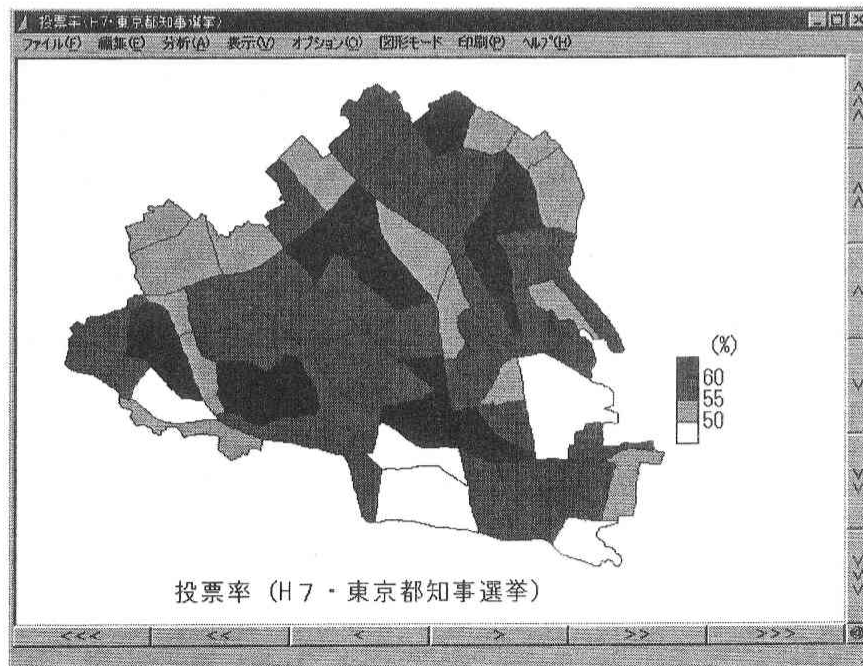 投票率(H7・東京都知事選挙)
ファイル(F) 編集(E) 分析(A) 表示(V) オプション(O) 図形モード 印刷(P) ヘルプ(H)
(%)
60
55
50
投票率 (H7・東京都知事選挙)
<<< << < > >> >>>